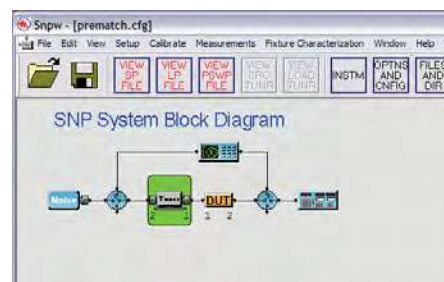 Snpw - [prematch.cfg]
File Edit View Setup Calibrate Measurements Fixture Characterization Window Help
VIEW SP FILE
VIEW LP FILE
VIEW PSWP FILE
VIEW SRC TUNR
VIEW LOAD TUNR
INSTM
OPTNS AND CNFIG
FILES AND DIR
SNP System Block Diagram
Noise
Tuner
DUT
2 1 1 2